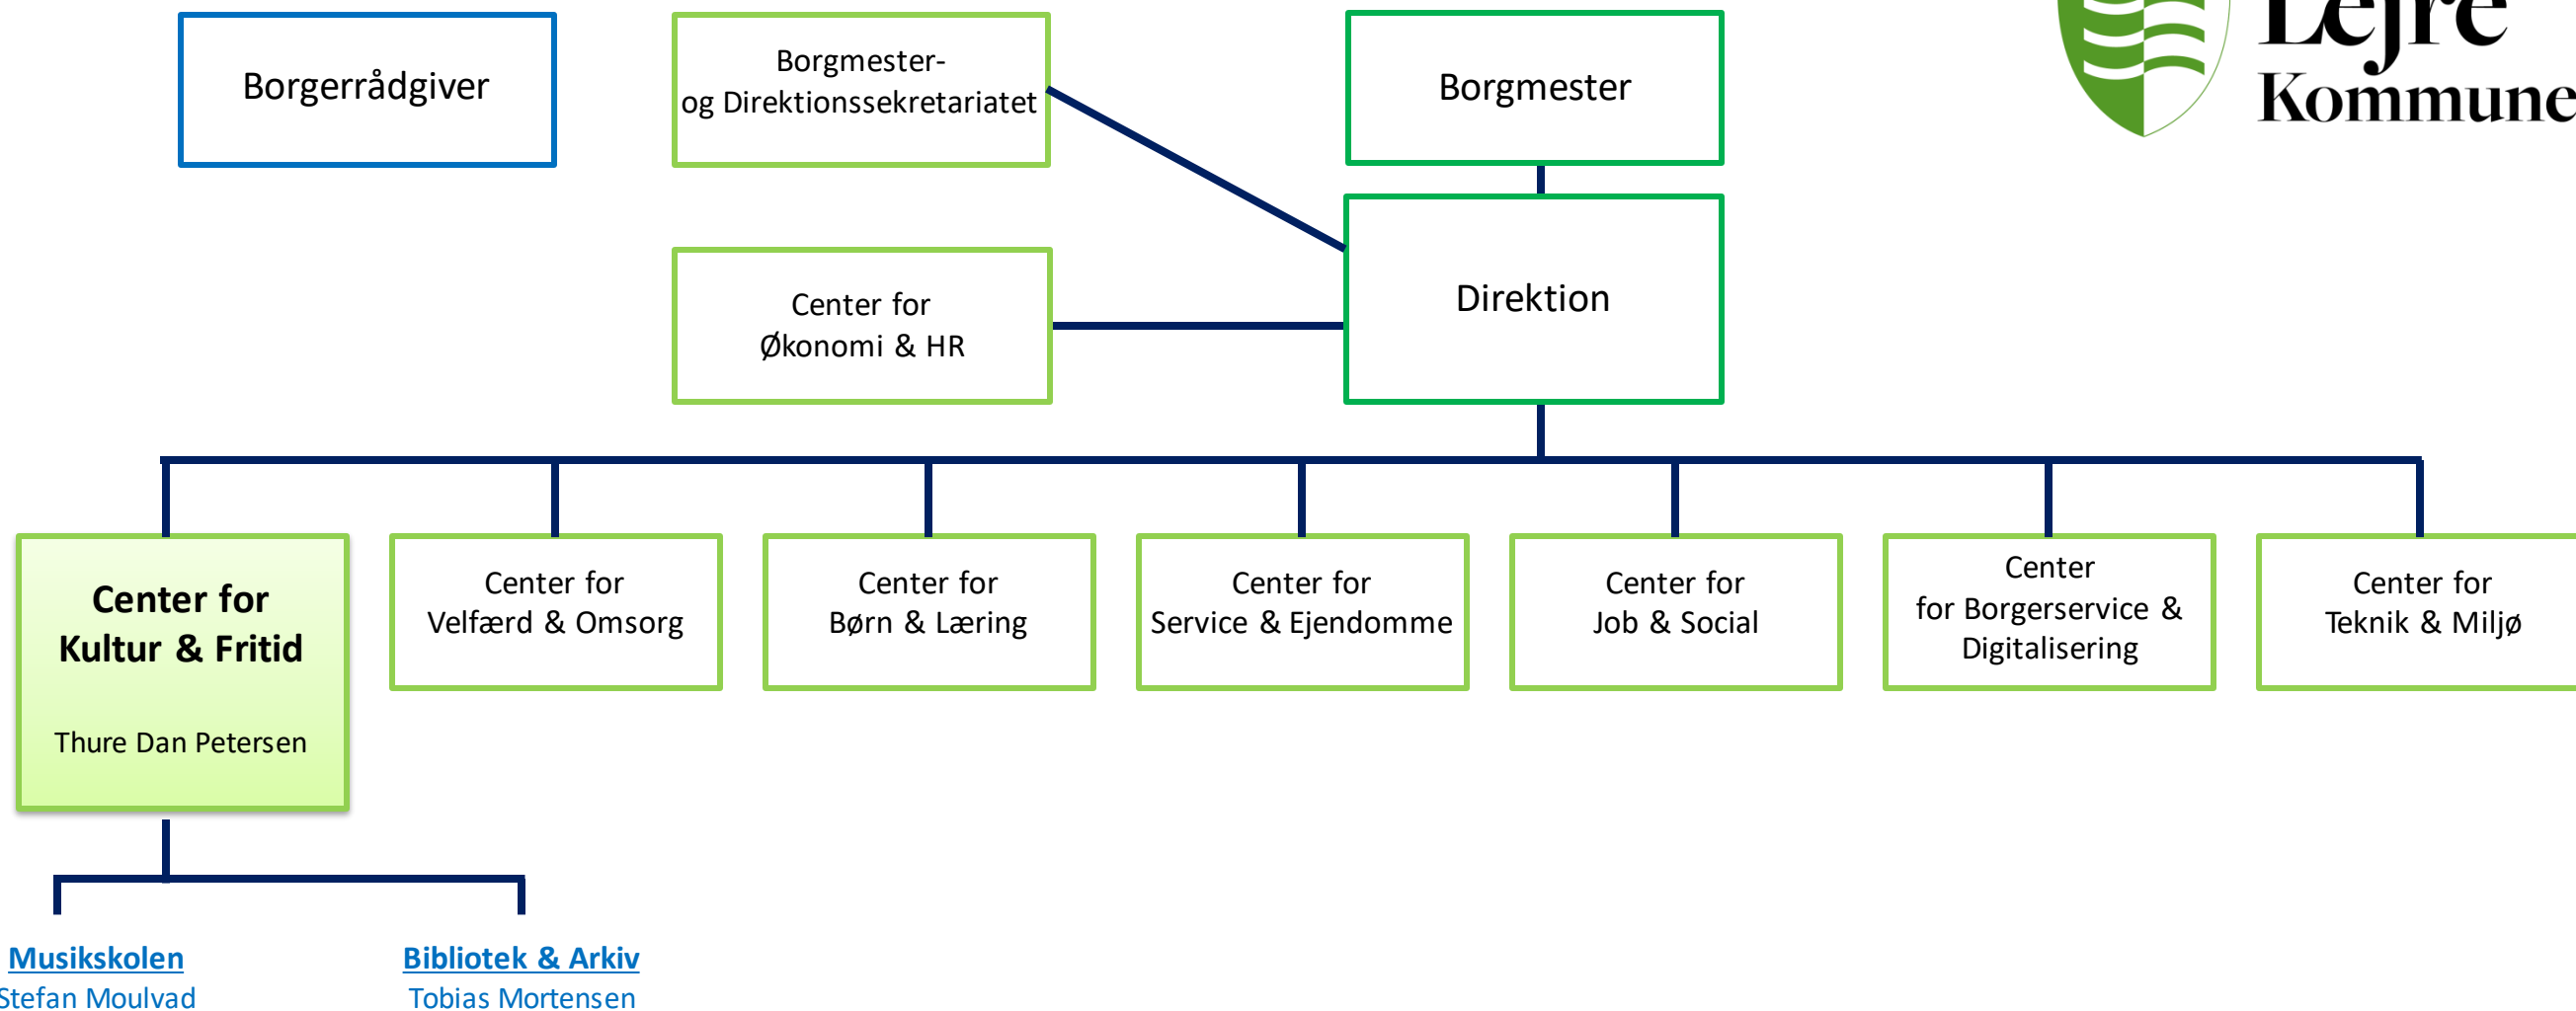 Lejre
Kommune
Borgerrådgiver
Borgmester-
og Direktionssekretariatet
Borgmester
Direktion
Center for
Økonomi & HR
Center for
Kultur & Fritid
Thure Dan Petersen
Center for
Velfærd & Omsorg
Center for
Børn & Læring
Center for
Service & Ejendomme
Center for
Job & Social
Center
for Borgerservice &
Digitalisering
Center for
Teknik & Miljø
Musikskolen
Stefan Moulvad
Bibliotek & Arkiv
Tobias Mortensen